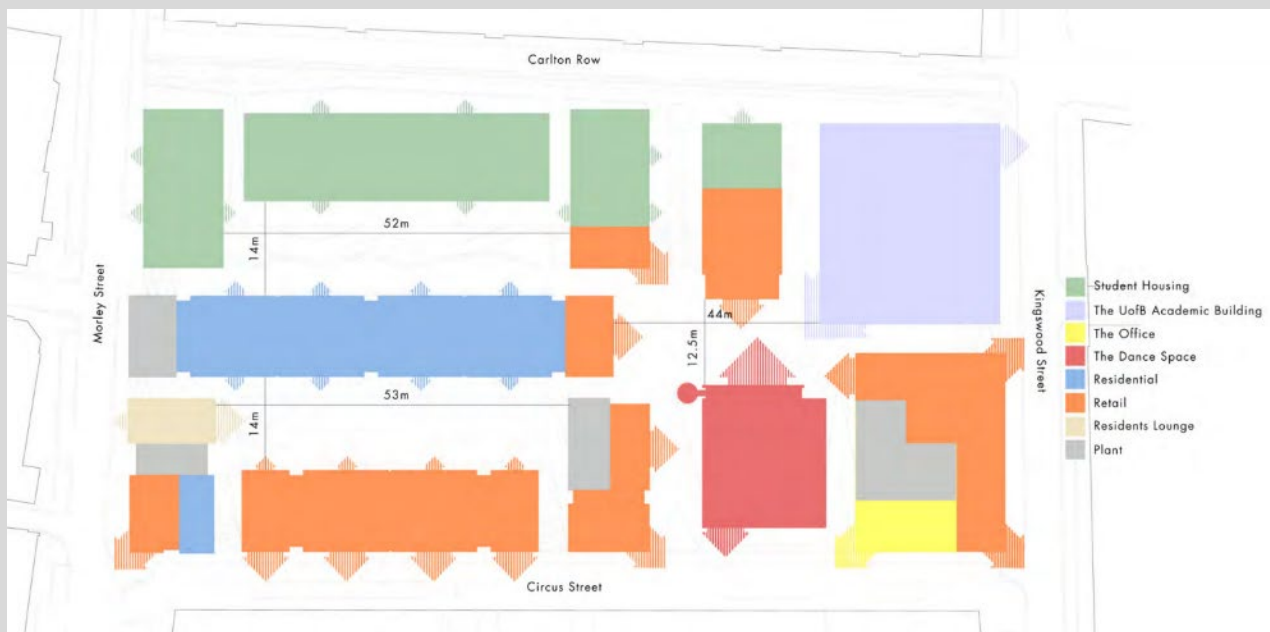 Carlton Row
52m
14m
Morley Street
44m
12.5m
Kingswood Street
53m
14m
Circus Street
Student Housing
The UofB Academic Building
The Office
The Dance Space
Residential
Retail
Residents Lounge
Plant